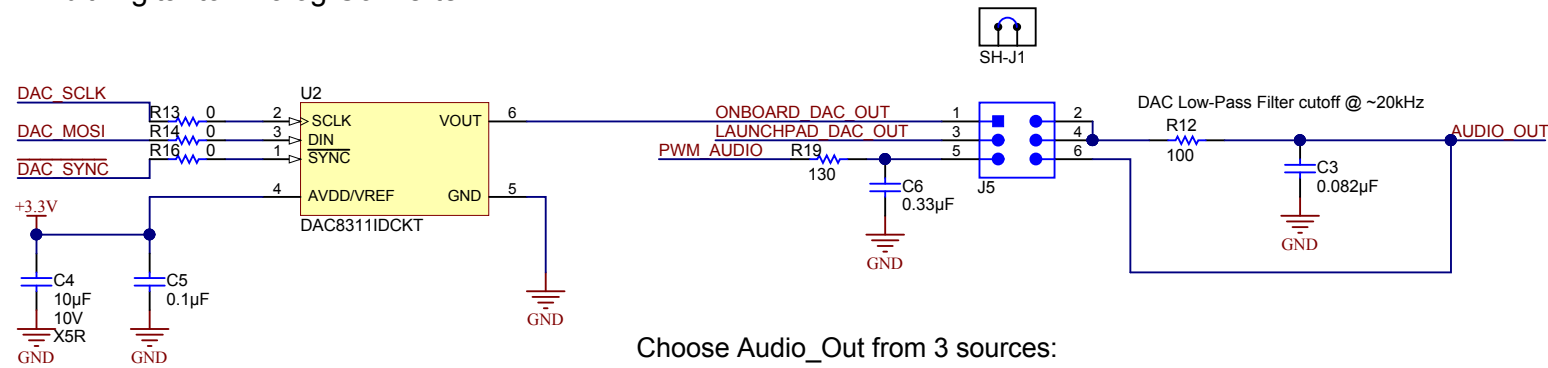 SH-J1
DAC_SCLK
DAC_MOSI
DAC_SYNC
R13 0
R14 0
R16 0
2
3
1
4
U2
SCLK
DIN
SYNC
AVDD/VREF
VOUT
GND
DAC8311IDCKT
6
5
GND
+3.3V
C4
10µF
10V
X5R
GND
C5
0.1µF
GND
ONBOARD_DAC_OUT
LAUNCHPAD_DAC_OUT
PWM_AUDIO
R19
130
C6
0.33µF
GND
1
3
5
2
4
6
J5
DAC Low-Pass Filter cutoff @ ~20kHz
R12
100
C3
0.082µF
GND
AUDIO_OUT
Choose Audio_Out from 3 sources: